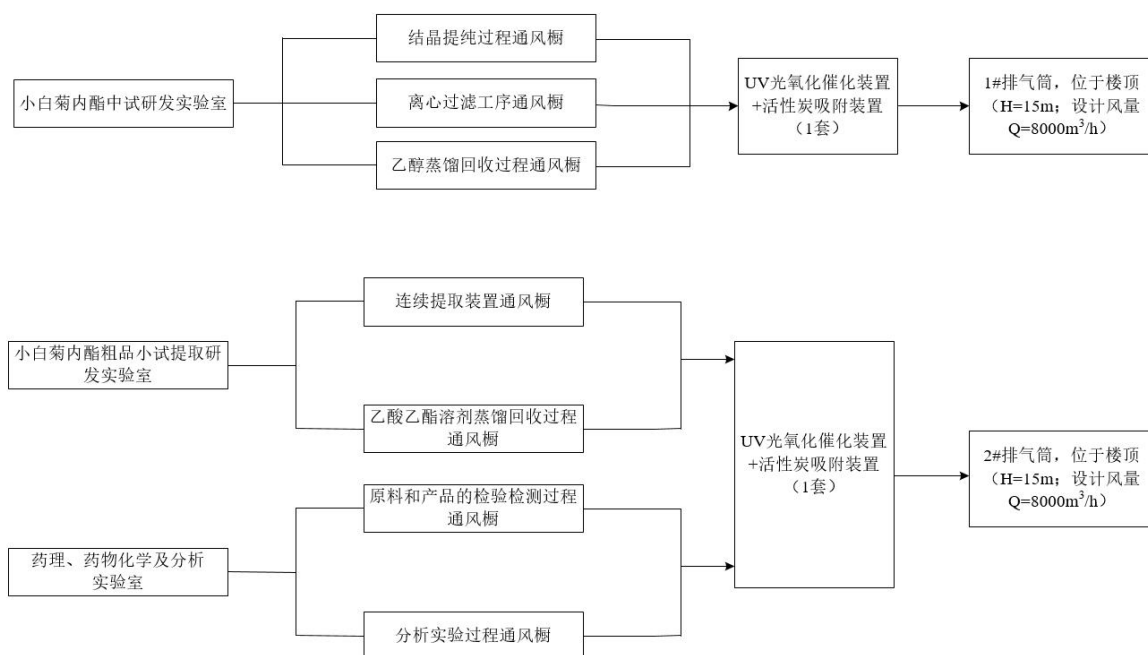 结晶提纯过程通风橱
小白菊内酯中试研发实验室
离心过滤工序通风橱
乙醇蒸馏回收过程通风橱
UV光氧化催化装置
+活性炭吸附装置
（1套）
1#排气筒，位于楼顶
（H=15m；设计风量
Q=8000m³/h）
连续提取装置通风橱
小白菊内酯粗品小试提取研
发实验室
乙酸乙酯溶剂蒸馏回收过程
通风橱
原料和产品的检验检测过程
通风橱
药理、药物化学及分析
实验室
分析实验过程通风橱
UV光氧化催化装置
+活性炭吸附装置
（1套）
2#排气筒，位于楼顶
（H=15m；设计风量
Q=8000m³/h）